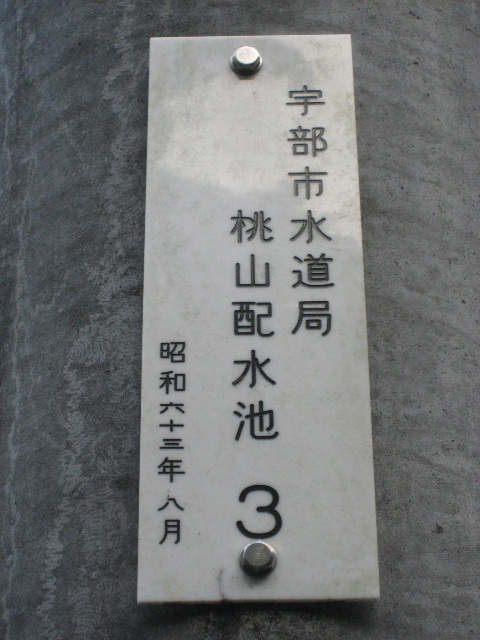 宇部市水道局
桃山配水池 3
昭和六十三年八月